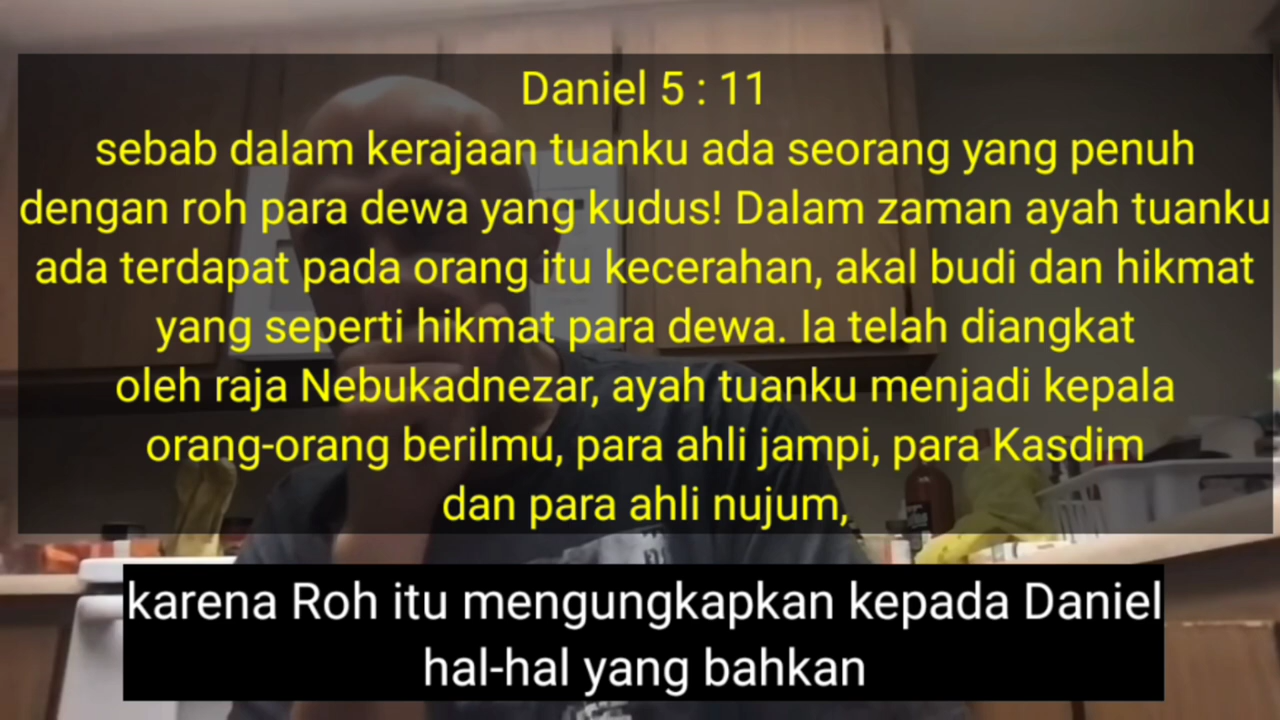 Daniel 5 : 11
sebab dalam kerajaan tuanku ada seorang yang penuh
dengan roh para dewa yang kudus! Dalam zaman ayah tuanku
ada terdapat pada orang itu kecerahan, akal budi dan hikmat
yang seperti hikmat para dewa. Ia telah diangkat
oleh raja Nebukadnezar, ayah tuanku menjadi kepala
orang-orang berilmu, para ahli jampi, para Kasdim
dan para ahli nujum,
karena Roh itu mengungkapkan kepada Daniel
hal-hal yang bahkan